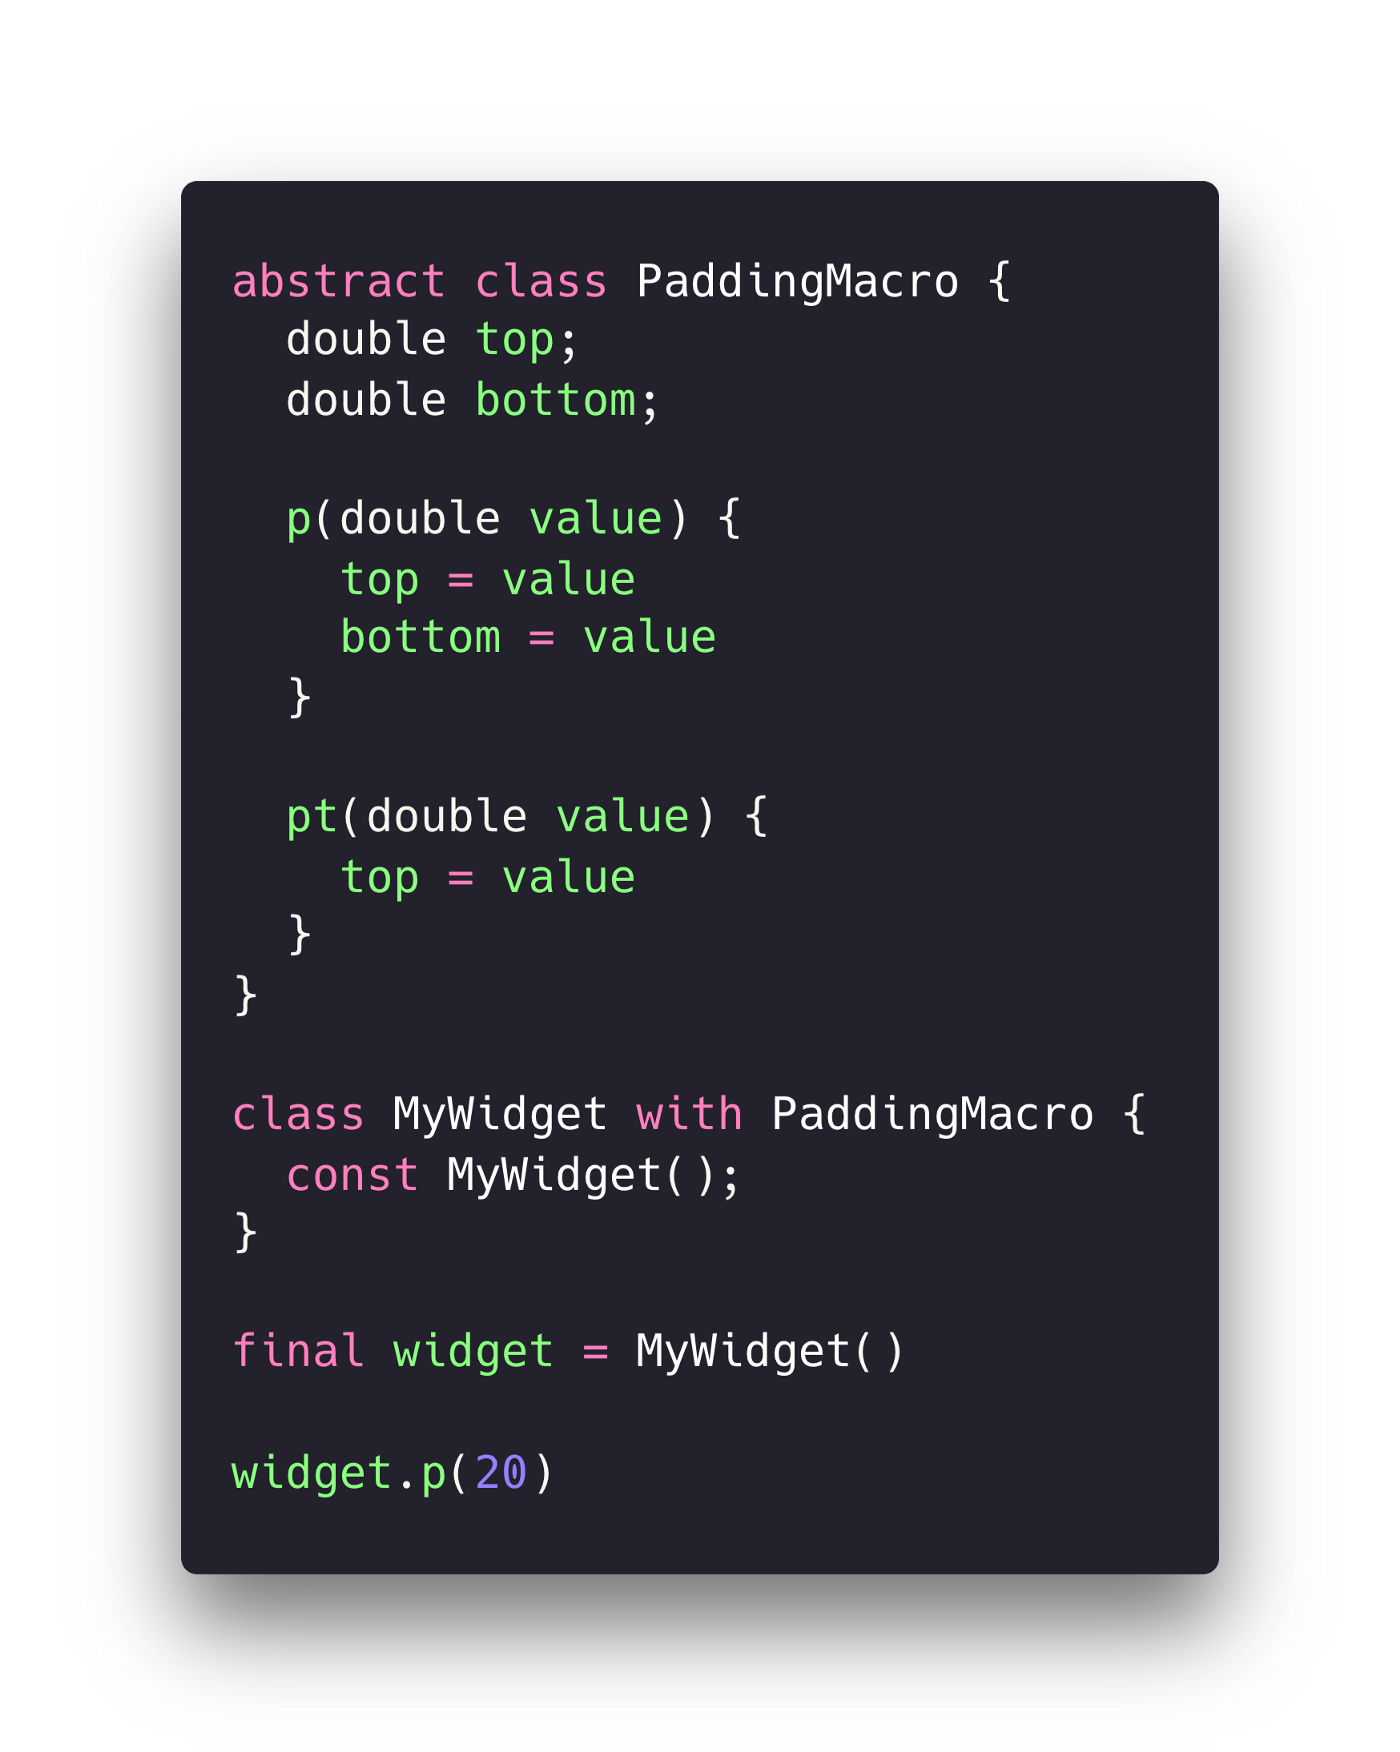 abstract class PaddingMacro {
  double top;
  double bottom;

  p(double value) {
    top = value
    bottom = value
  }

  pt(double value) {
    top = value
  }
}

class MyWidget with PaddingMacro {
  const MyWidget();
}

final widget = MyWidget()

widget.p(20)